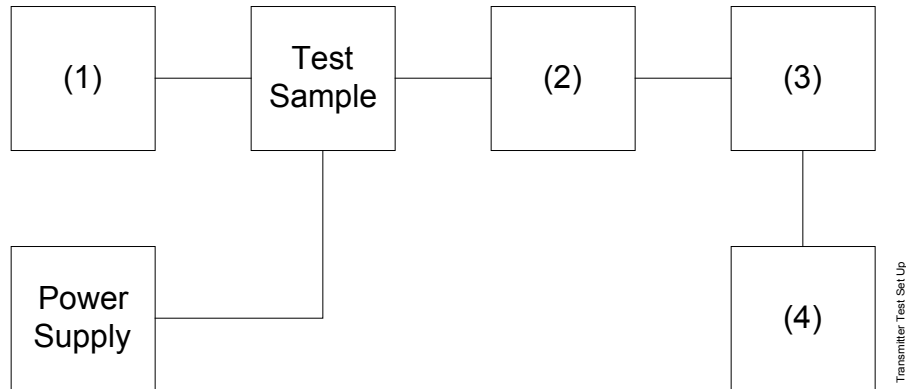 (1)
Test
Sample
(2)
(3)
Power
Supply
(4)
Transmitter Test Set Up